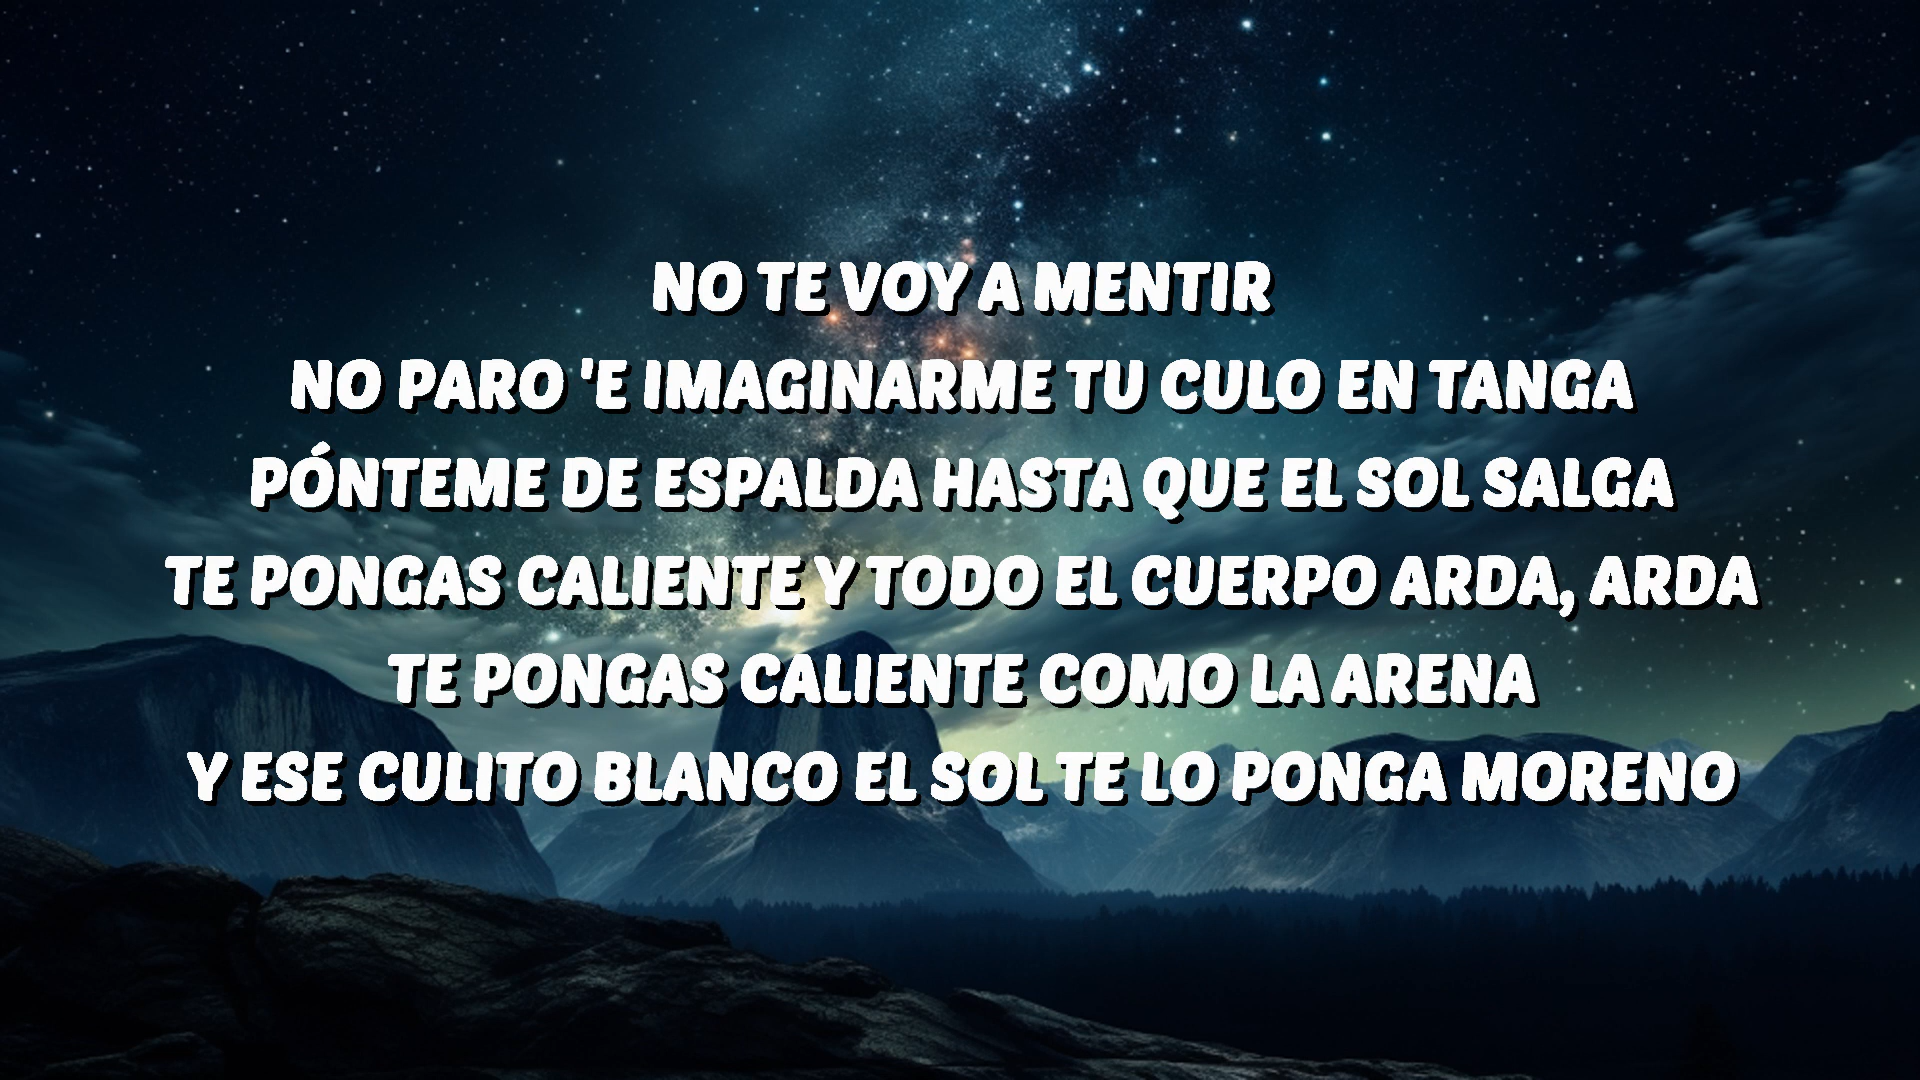 NO TE VOY A MENTIR
NO PARO 'E IMAGINARME TU CULO EN TANGA
PÓNTEME DE ESPALDA HASTA QUE EL SOL SALGA
TE PONGAS CALIENTE Y TODO EL CUERPO ARDA, ARDA
TE PONGAS CALIENTE COMO LA ARENA
Y ESE CULITO BLANCO EL SOL TE LO PONGA MORENO